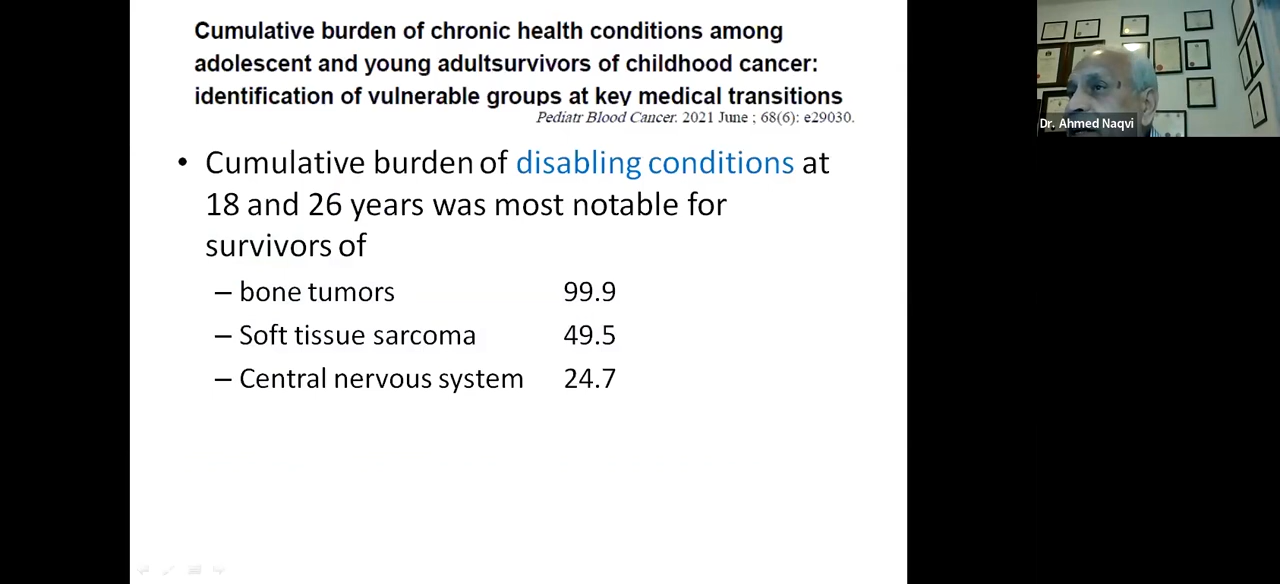 Cumulative burden of chronic health conditions among
adolescent and young adultsurvivors of childhood cancer:
identification of vulnerable groups at key medical transitions
Pediatr Blood Cancer. 2021 June ; 68(6): e29030.
Dr. Ahmed Naqvi
• Cumulative burden of disabling conditions at
18 and 26 years was most notable for
survivors of
– bone tumors 99.9
– Soft tissue sarcoma 49.5
– Central nervous system 24.7